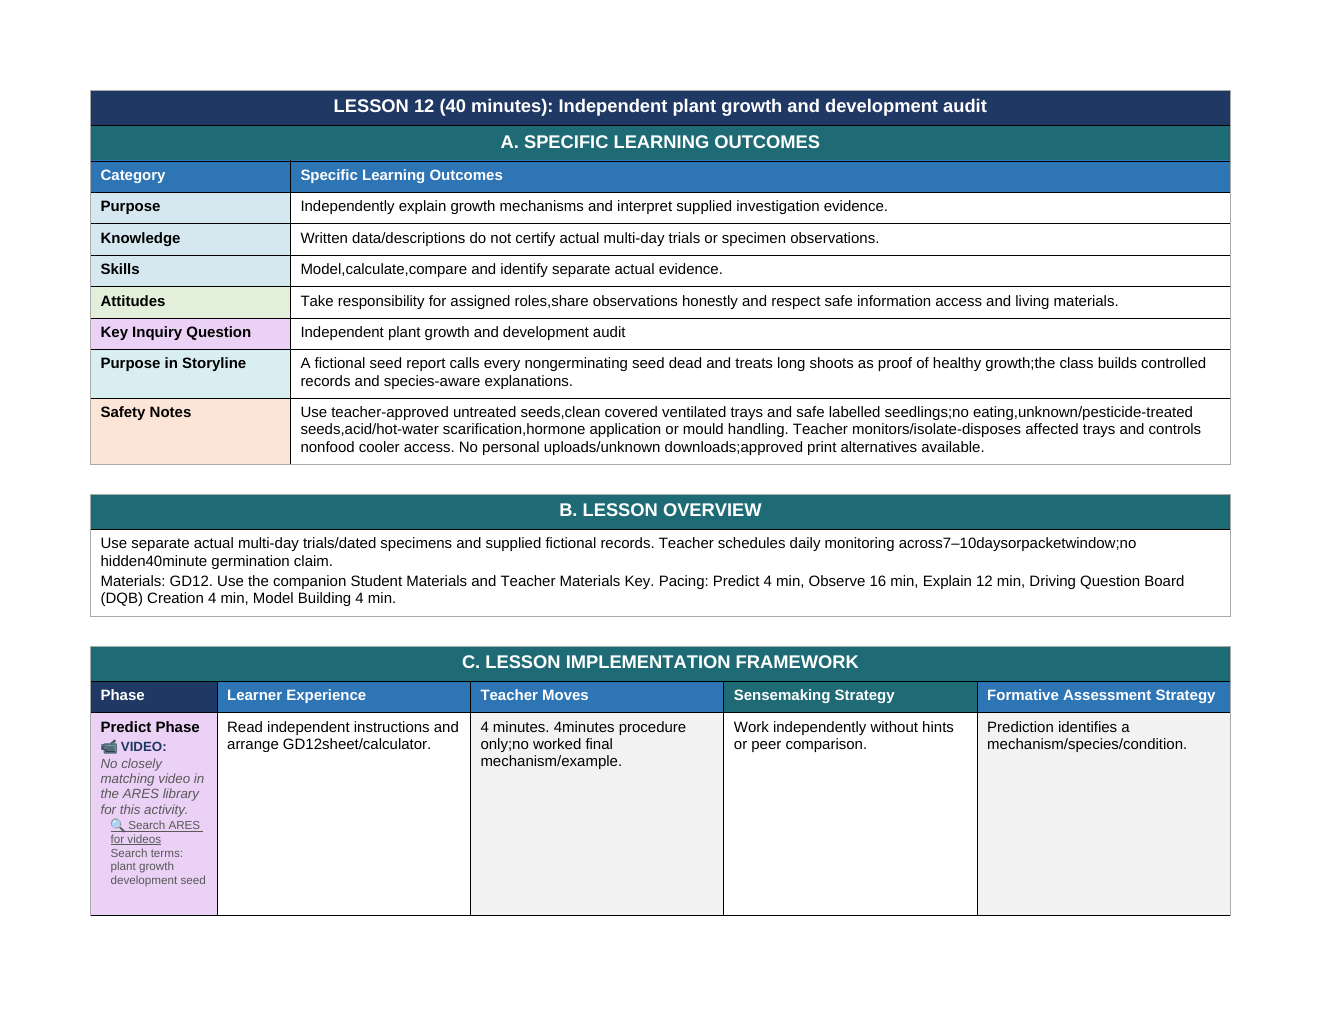 LESSON 12 (40 minutes): Independent plant growth and development audit
A. SPECIFIC LEARNING OUTCOMES
Category
Specific Learning Outcomes
Purpose
Independently explain growth mechanisms and interpret supplied investigation evidence.
Knowledge
Written data/descriptions do not certify actual multi-day trials or specimen observations.
Skills
Model,calculate,compare and identify separate actual evidence.
Attitudes
Take responsibility for assigned roles,share observations honestly and respect safe information access and living materials.
Key Inquiry Question
Independent plant growth and development audit
Purpose in Storyline
A fictional seed report calls every nongerminating seed dead and treats long shoots as proof of healthy growth;the class builds controlled
records and species-aware explanations.
Safety Notes
Use teacher-approved untreated seeds,clean covered ventilated trays and safe labelled seedlings;no eating,unknown/pesticide-treated
seeds,acid/hot-water scarification,hormone application or mould handling. Teacher monitors/isolate-disposes affected trays and controls
nonfood cooler access. No personal uploads/unknown downloads;approved print alternatives available.
B. LESSON OVERVIEW
Use separate actual multi-day trials/dated specimens and supplied fictional records. Teacher schedules daily monitoring across7–10daysorpacketwindow;no
hidden40minute germination claim.
Materials: GD12. Use the companion Student Materials and Teacher Materials Key. Pacing: Predict 4 min, Observe 16 min, Explain 12 min, Driving Question Board
(DQB) Creation 4 min, Model Building 4 min.
C. LESSON IMPLEMENTATION FRAMEWORK
Phase
Learner Experience
Teacher Moves
Sensemaking Strategy
Formative Assessment Strategy
Predict Phase
📹 VIDEO:
No closely
matching video in
the ARES library
for this activity.
🔍 Search ARES
for videos
Search terms:
plant growth
development seed
Read independent instructions and
arrange GD12sheet/calculator.
4 minutes. 4minutes procedure
only;no worked final
mechanism/example.
Work independently without hints
or peer comparison.
Prediction identifies a
mechanism/species/condition.